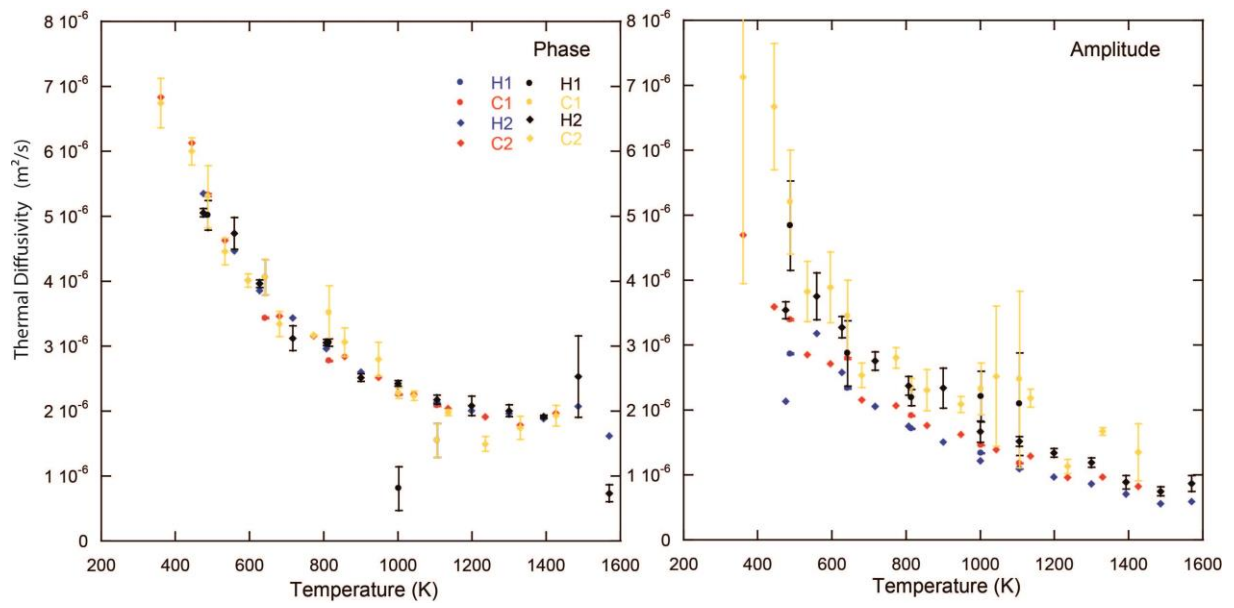 Thermal Diffusivity (m²/s)
8 10⁻⁶
7 10⁻⁶
6 10⁻⁶
5 10⁻⁶
4 10⁻⁶
3 10⁻⁶
2 10⁻⁶
1 10⁻⁶
0
Phase
H1 H1
C1 C1
H2 H2
C2 C2
200 400 600 800 1000 1200 1400 1600
Temperature (K)
8 10⁻⁶
7 10⁻⁶
6 10⁻⁶
5 10⁻⁶
4 10⁻⁶
3 10⁻⁶
2 10⁻⁶
1 10⁻⁶
0
Amplitude
200 400 600 800 1000 1200 1400 1600
Temperature (K)